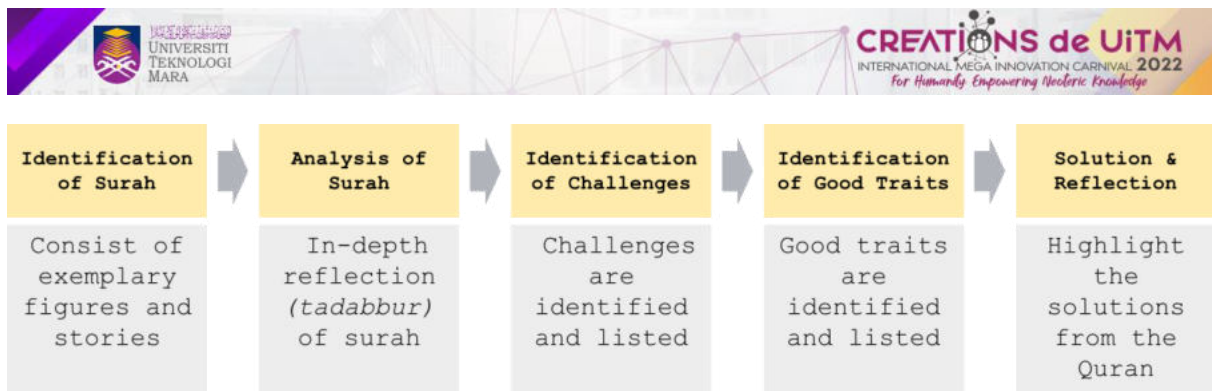 UNIVERSITI
TEKNOLOGI
MARA
CREATIONS de UiTM
INTERNATIONAL MEGA INNOVATION CARNIVAL 2022
For Humanity Empowering Neoteric Knowledge
Identification
of Surah
Analysis of
Surah
Identification
of Challenges
Identification
of Good Traits
Solution &
Reflection
Consist of
exemplary
figures and
stories
In-depth
reflection
(tadabbur)
of surah
Challenges
are
identified
and listed
Good traits
are
identified
and listed
Highlight
the
solutions
from the
Quran